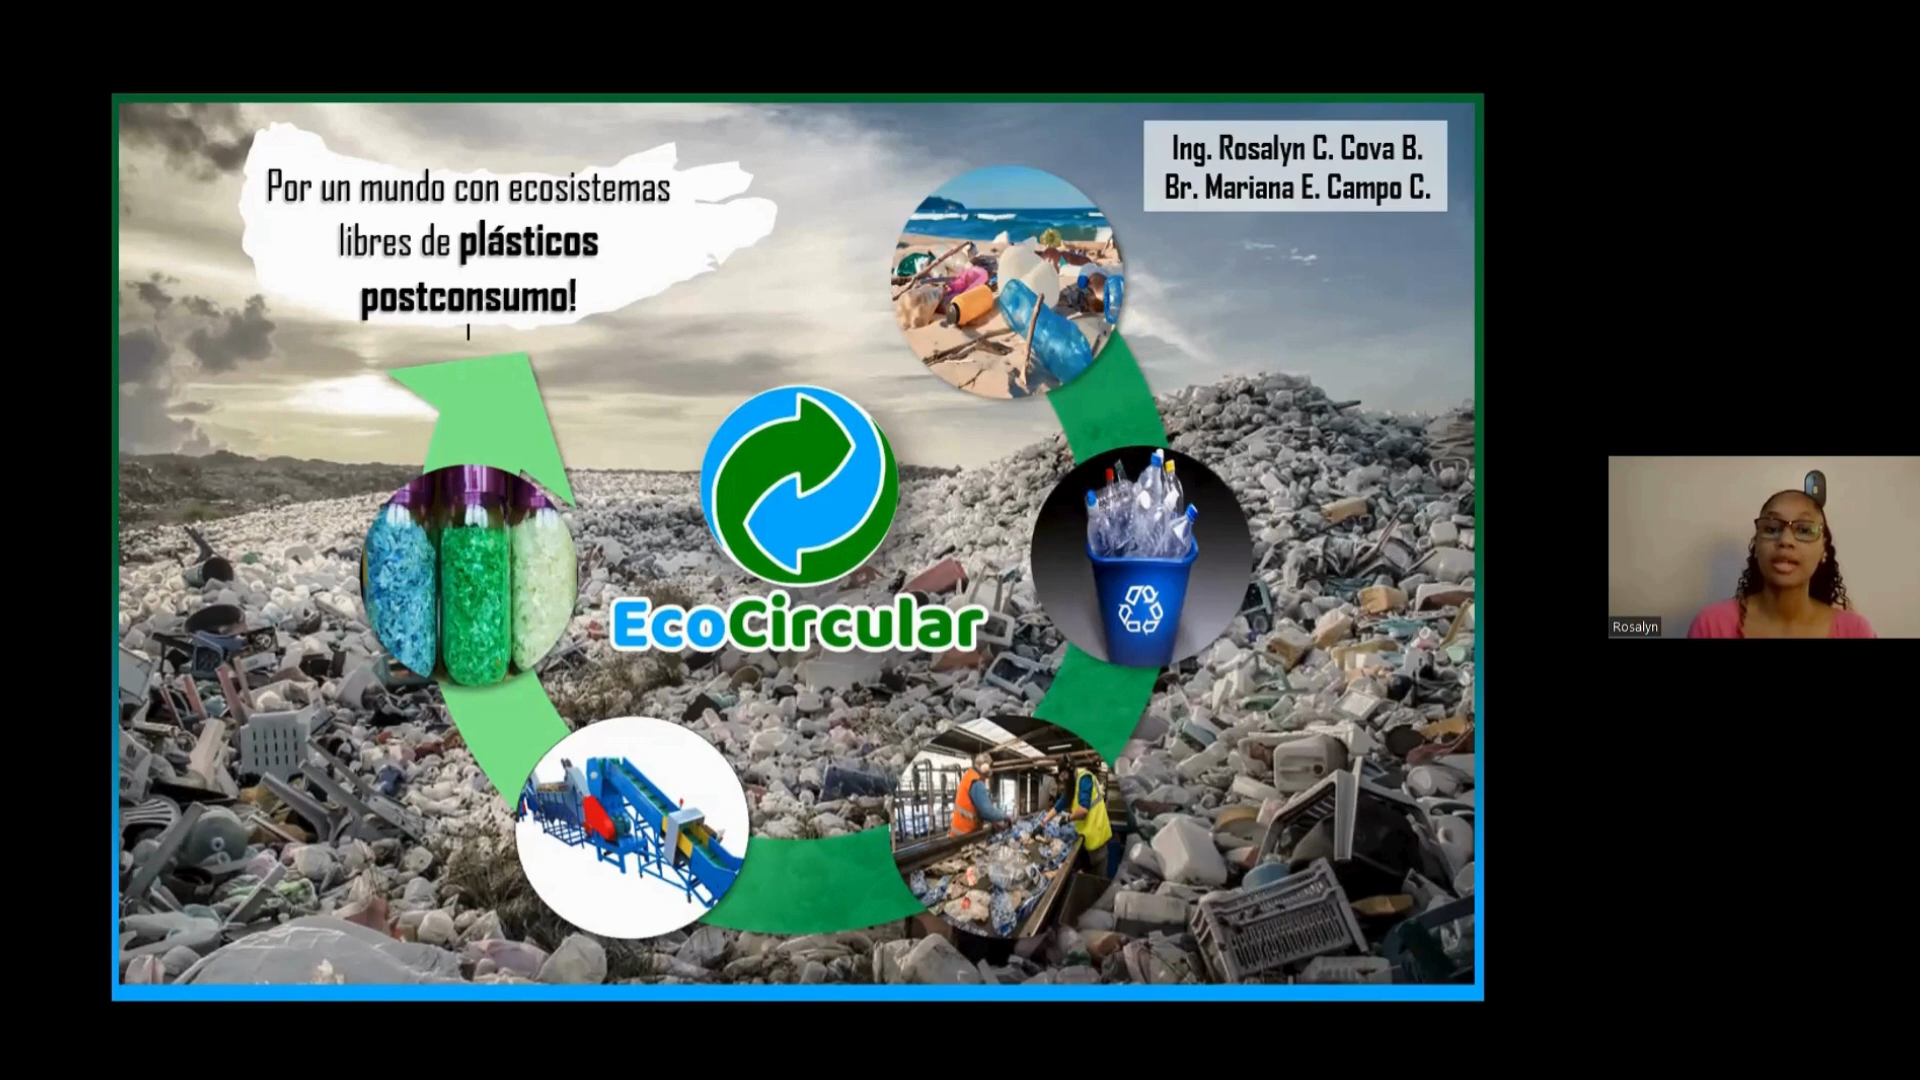 Por un mundo con ecosistemas
libres de plásticos
postconsumo!
Ing. Rosalyn C. Cova B.
Br. Mariana E. Campo C.
EcoCircular
Rosalyn